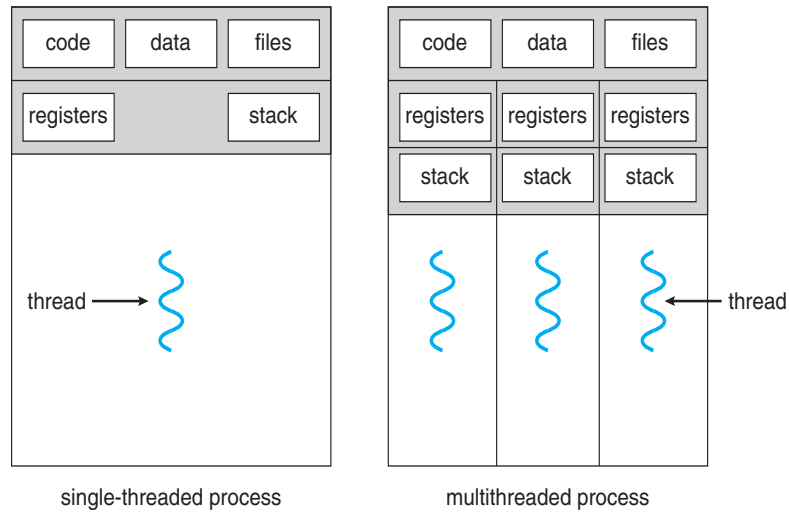 code data files
registers stack
thread
single-threaded process
code data files
registers registers registers
stack stack stack
thread
multithreaded process